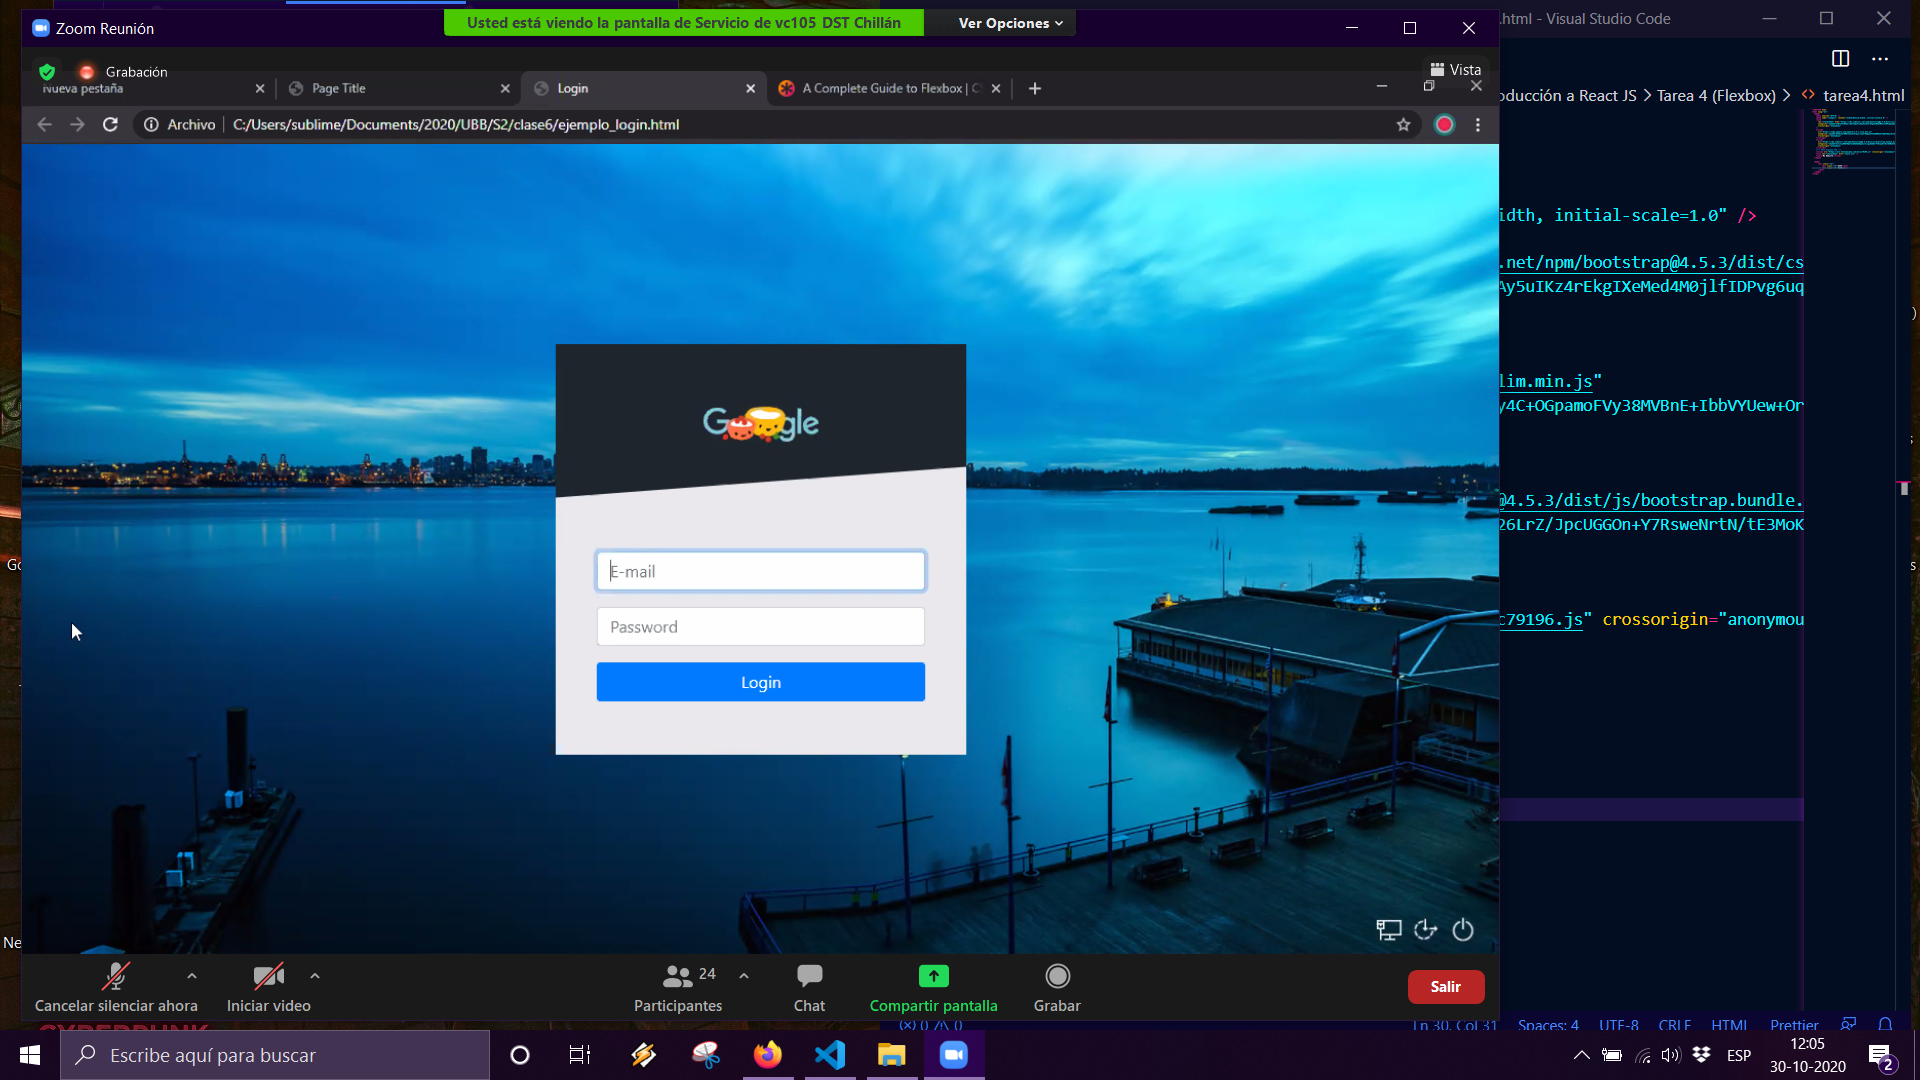 Zoom Reunión
Usted está viendo la pantalla de Servicio de vc105 DST Chillán
Ver Opciones
.html - Visual Studio Code
Grabación
Vista
Nueva pestaña
Page Title
Login
A Complete Guide to Flexbox | C
Archivo
C:/Users/sublime/Documents/2020/UBB/S2/clase6/ejemplo_login.html
oducción a React JS > Tarea 4 (Flexbox) > tarea4.html
idth, initial-scale=1.0" />
.net/npm/bootstrap@4.5.3/dist/cs
Ay5uIKz4rEkgIXeMed4M0jlfIDPvg6uq
lim.min.js"
y4C+OGpamoFVy38MVBnE+IbbVYUew+Or
Google
@4.5.3/dist/js/bootstrap.bundle.
26LrZ/JpcUGGOn+Y7RsweNrtN/tE3MoK
E-mail
c79196.js" crossorigin="anonymou
Password
Login
Go
Ne
24
Cancelar silenciar ahora
Iniciar video
Participantes
Chat
Compartir pantalla
Grabar
Salir
CYBERPUNK
0 0
Ln 30, Col 31
Spaces: 4
UTF-8
CRLF
HTML
Prettier
Escribe aquí para buscar
ESP
12:05
30-10-2020
2